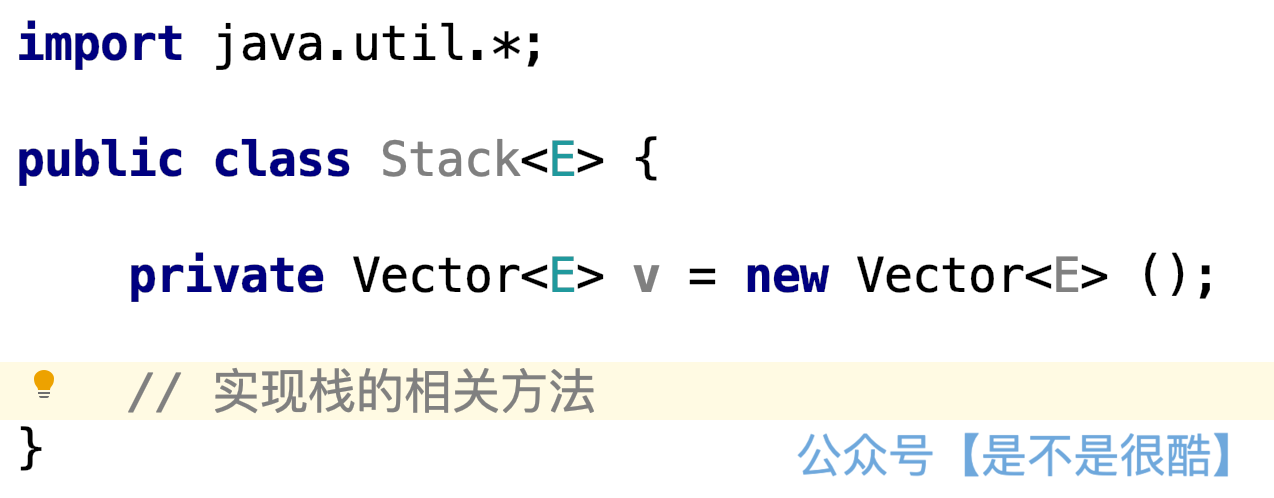 import java.util.*;
public class Stack<E> {
private Vector<E> v = new Vector<E> ();
// 实现栈的相关方法
}
公众号【是不是很酷】